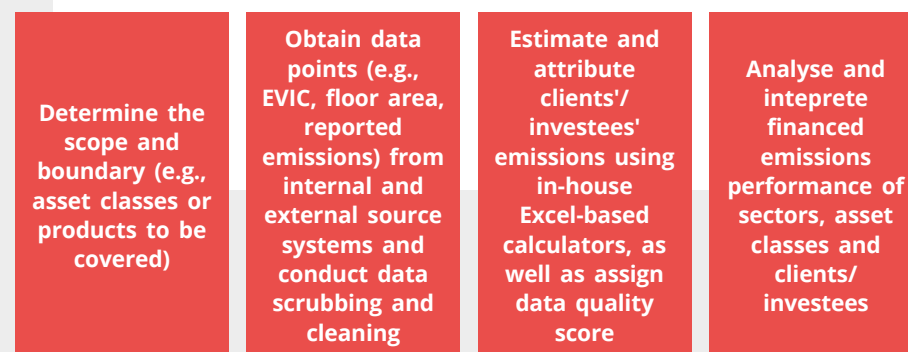 Determine the
scope and
boundary (e.g.,
asset classes or
products to be
covered)
Obtain data
points (e.g.,
EVIC, floor area,
reported
emissions) from
internal and
external source
systems and
conduct data
scrubbing and
cleaning
Estimate and
attribute
clients'/
investees'
emissions using
in-house
Excel-based
calculators, as
well as assign
data quality
score
Analyse and
inteprete
financed
emissions
performance of
sectors, asset
classes and
clients/
investees